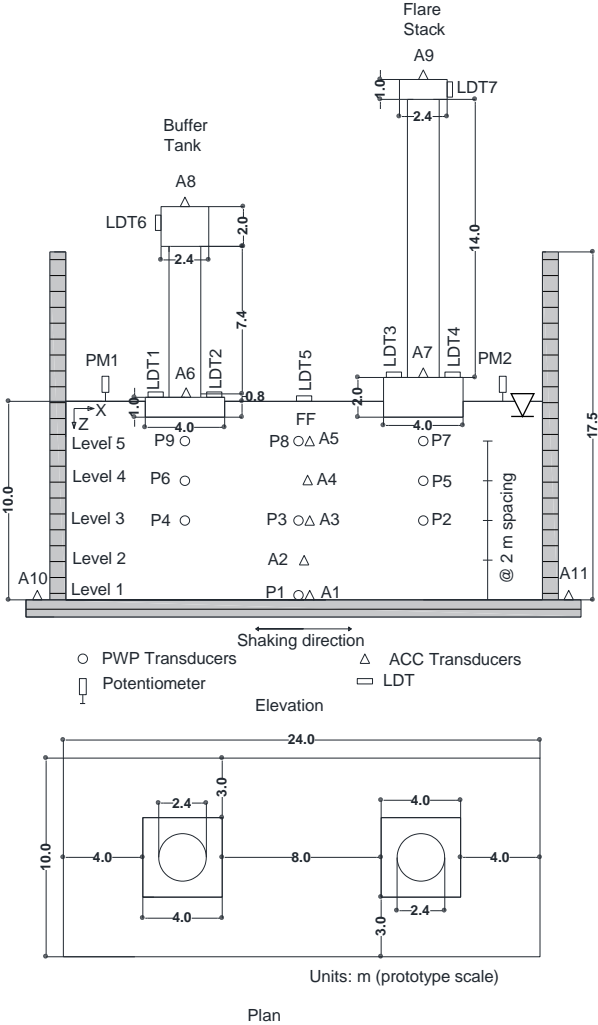 Flare
Stack
A9
1.0
LDT7
2.4
Buffer
Tank
A8
LDT6
2.0
2.4
14.0
7.4
LDT1
LDT2
LDT5
LDT3
LDT4
PM1
A6
A7
PM2
0.8
1.0
2.0
X
Z
4.0
FF
4.0
17.5
10.0
Level 5 P9 P8 A5 P7
Level 4 P6 A4 P5
Level 3 P4 P3 A3 P2
Level 2 A2
@ 2 m spacing
A10 Level 1 P1 A1 A11
Shaking direction
PWP Transducers ACC Transducers
Potentiometer LDT
Elevation
24.0
3.0
2.4 4.0
10.0
4.0 8.0 4.0
4.0 2.4
3.0
Units: m (prototype scale)
Plan